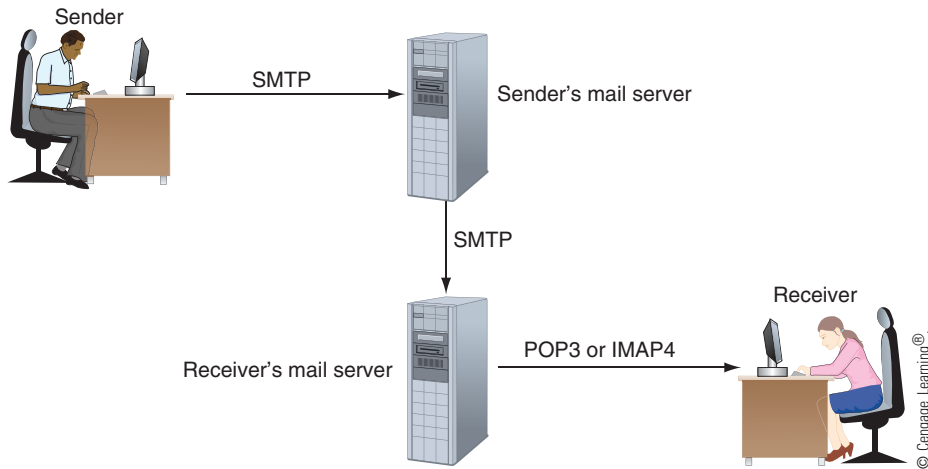 Sender
SMTP
Sender's mail server
SMTP
Receiver's mail server
POP3 or IMAP4
Receiver
© Cengage Learning®.